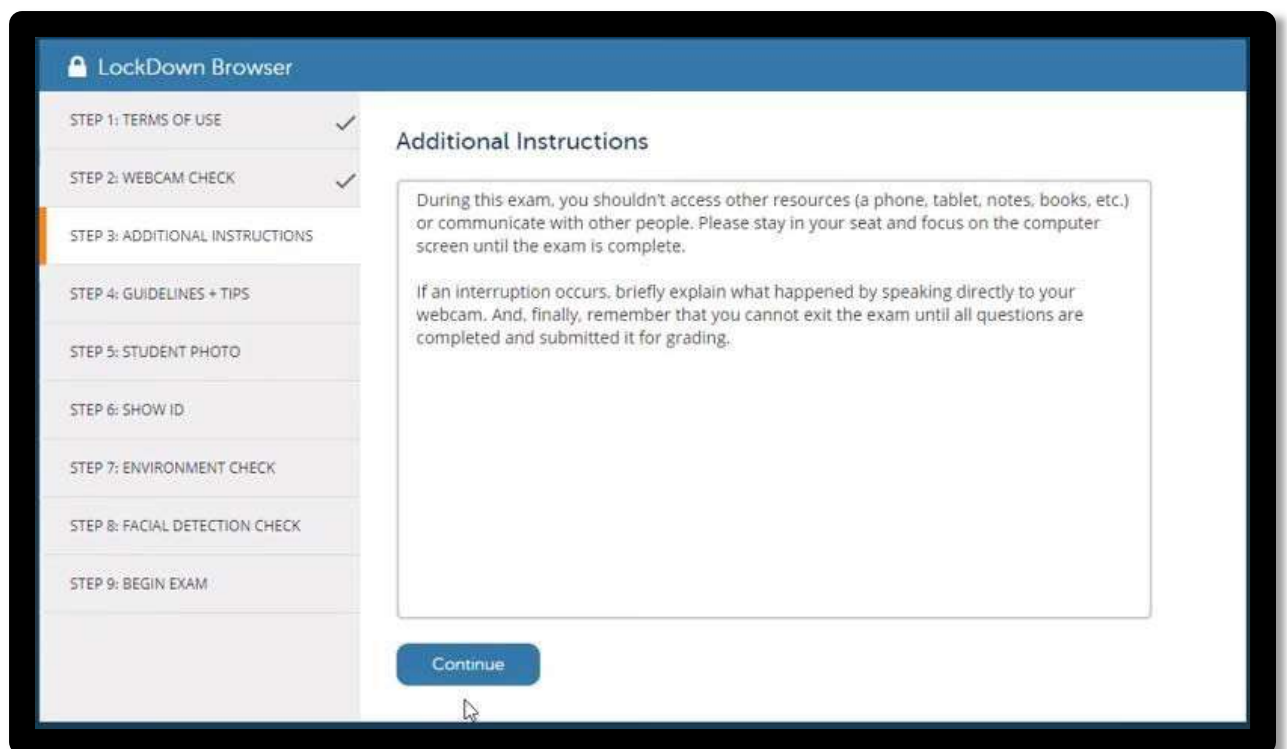 LockDown Browser
STEP 1: TERMS OF USE
STEP 2: WEBCAM CHECK
STEP 3: ADDITIONAL INSTRUCTIONS
STEP 4: GUIDELINES + TIPS
STEP 5: STUDENT PHOTO
STEP 6: SHOW ID
STEP 7: ENVIRONMENT CHECK
STEP 8: FACIAL DETECTION CHECK
STEP 9: BEGIN EXAM
Additional Instructions
During this exam, you shouldn't access other resources (a phone, tablet, notes, books, etc.)
or communicate with other people. Please stay in your seat and focus on the computer
screen until the exam is complete.
If an interruption occurs, briefly explain what happened by speaking directly to your
webcam. And, finally, remember that you cannot exit the exam until all questions are
completed and submitted it for grading.
Continue